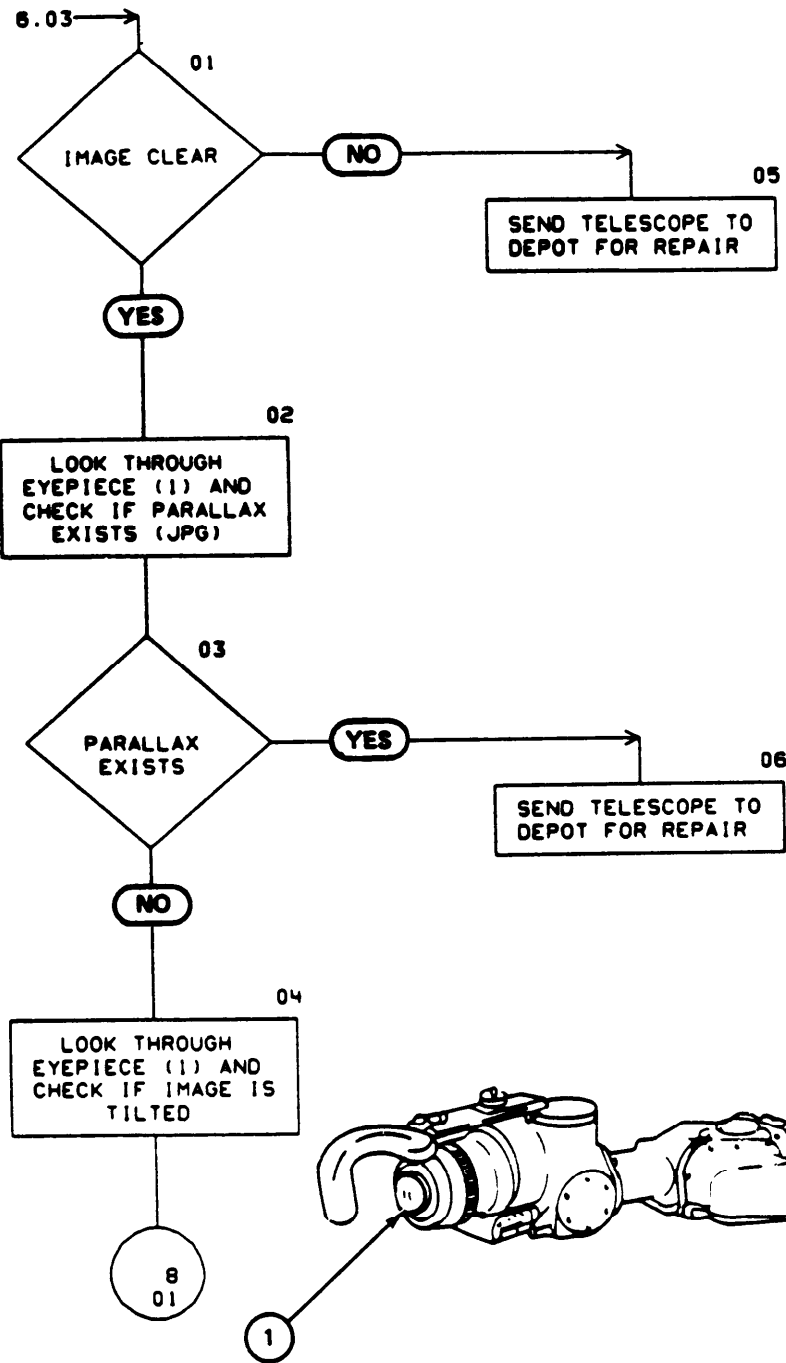 6.03
01
IMAGE CLEAR
NO
05
SEND TELESCOPE TO
DEPOT FOR REPAIR
YES
02
LOOK THROUGH
EYEPIECE (1) AND
CHECK IF PARALLAX
EXISTS (JPG)
03
PARALLAX
EXISTS
YES
06
SEND TELESCOPE TO
DEPOT FOR REPAIR
NO
04
LOOK THROUGH
EYEPIECE (1) AND
CHECK IF IMAGE IS
TILTED
8
01
1